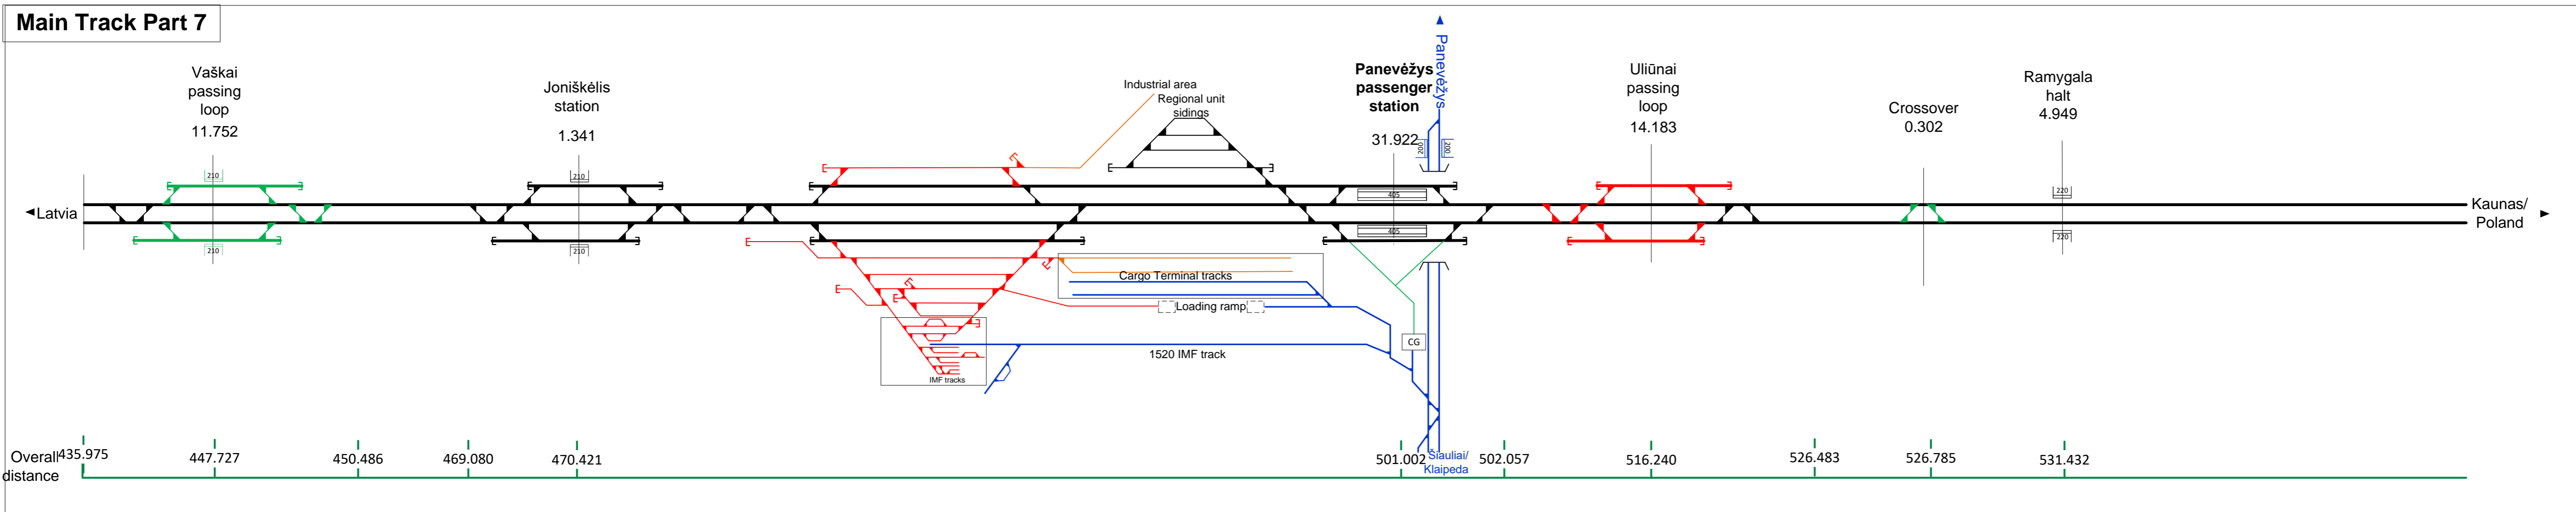 Main Track Part 7
Vaškai
passing
loop
11.752
Joniškėlis
station
1.341
Industrial area
Regional unit
sidings
Panevėžys
passenger
station
31.922
Panevėžys
Uliūnai
passing
loop
14.183
Crossover
0.302
Ramygala
halt
4.949
200
200
210
210
405
220
Latvia
Kaunas/
Poland
210
210
405
220
Cargo Terminal tracks
Loading ramp
CG
1520 IMF track
IMF tracks
Overall
distance
435.975
447.727
450.486
469.080
470.421
501.002
502.057
516.240
526.483
526.785
531.432
Šiauliai/
Klaipeda